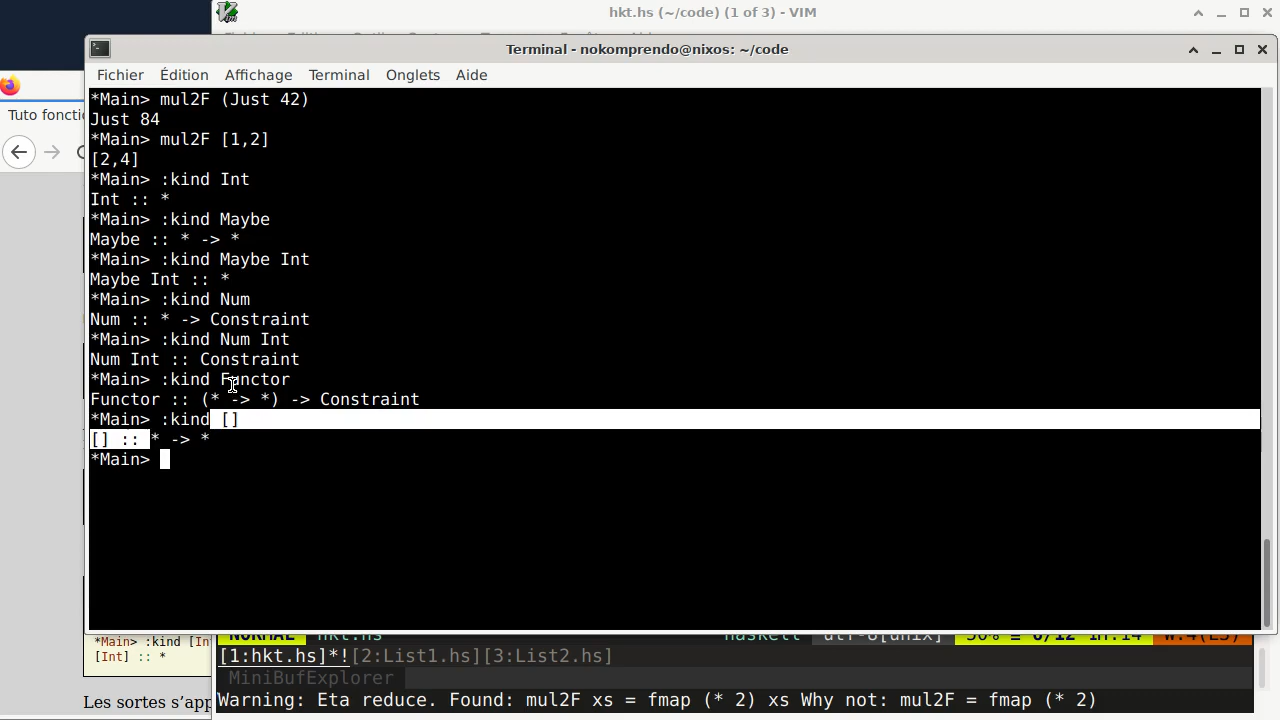 hkt.hs (~/code) (1 of 3) - VIM
Terminal - nokomprendo@nixos: ~/code
Fichier Édition Affichage Terminal Onglets Aide
Tuto foncti
*Main> mul2F (Just 42)
Just 84
*Main> mul2F [1,2]
[2,4]
*Main> :kind Int
Int :: *
*Main> :kind Maybe
Maybe :: * -> *
*Main> :kind Maybe Int
Maybe Int :: *
*Main> :kind Num
Num :: * -> Constraint
*Main> :kind Num Int
Num Int :: Constraint
*Main> :kind Functor
Functor :: (* -> *) -> Constraint
*Main> :kind []
[] :: * -> *
*Main>
*Main> :kind [In
[Int] :: *
Les sortes s'app
NORMAL hkt.hs haskell utf-8[unix]
[1:hkt.hs]*![2:List1.hs][3:List2.hs]
MiniBufExplorer
Warning: Eta reduce. Found: mul2F xs = fmap (* 2) xs Why not: mul2F = fmap (* 2)